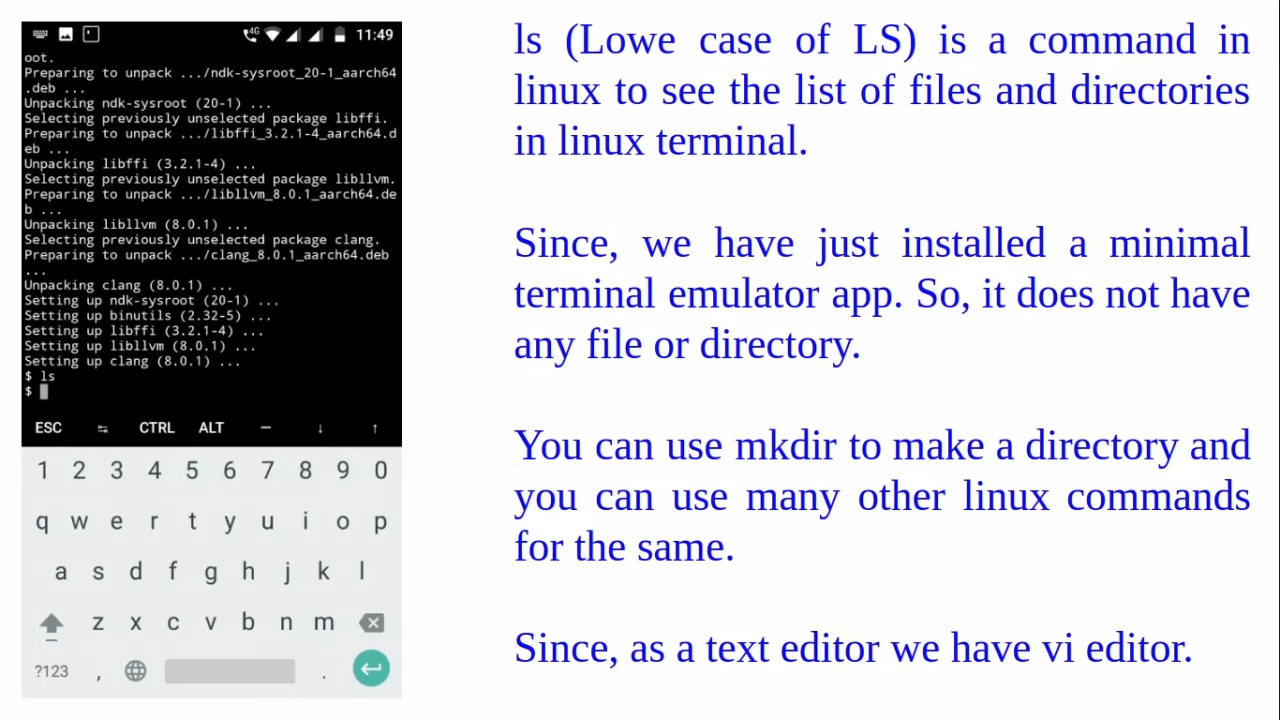 4G 11:49
oot.
Preparing to unpack .../ndk-sysroot_20-1_aarch64
.deb ...
Unpacking ndk-sysroot (20-1) ...
Selecting previously unselected package libffi.
Preparing to unpack .../libffi_3.2.1-4_aarch64.d
eb ...
Unpacking libffi (3.2.1-4) ...
Selecting previously unselected package libllvm.
Preparing to unpack .../libllvm_8.0.1_aarch64.de
b ...
Unpacking libllvm (8.0.1) ...
Selecting previously unselected package clang.
Preparing to unpack .../clang_8.0.1_aarch64.deb
...
Unpacking clang (8.0.1) ...
Setting up ndk-sysroot (20-1) ...
Setting up binutils (2.32-5) ...
Setting up libffi (3.2.1-4) ...
Setting up libllvm (8.0.1) ...
Setting up clang (8.0.1) ...
$ ls
$
ESC ↹ CTRL ALT — ↓ ↑
1 2 3 4 5 6 7 8 9 0
q w e r t y u i o p
a s d f g h j k l
z x c v b n m
?123 , .
ls (Lowe case of LS) is a command in
linux to see the list of files and directories
in linux terminal.
Since, we have just installed a minimal
terminal emulator app. So, it does not have
any file or directory.
You can use mkdir to make a directory and
you can use many other linux commands
for the same.
Since, as a text editor we have vi editor.